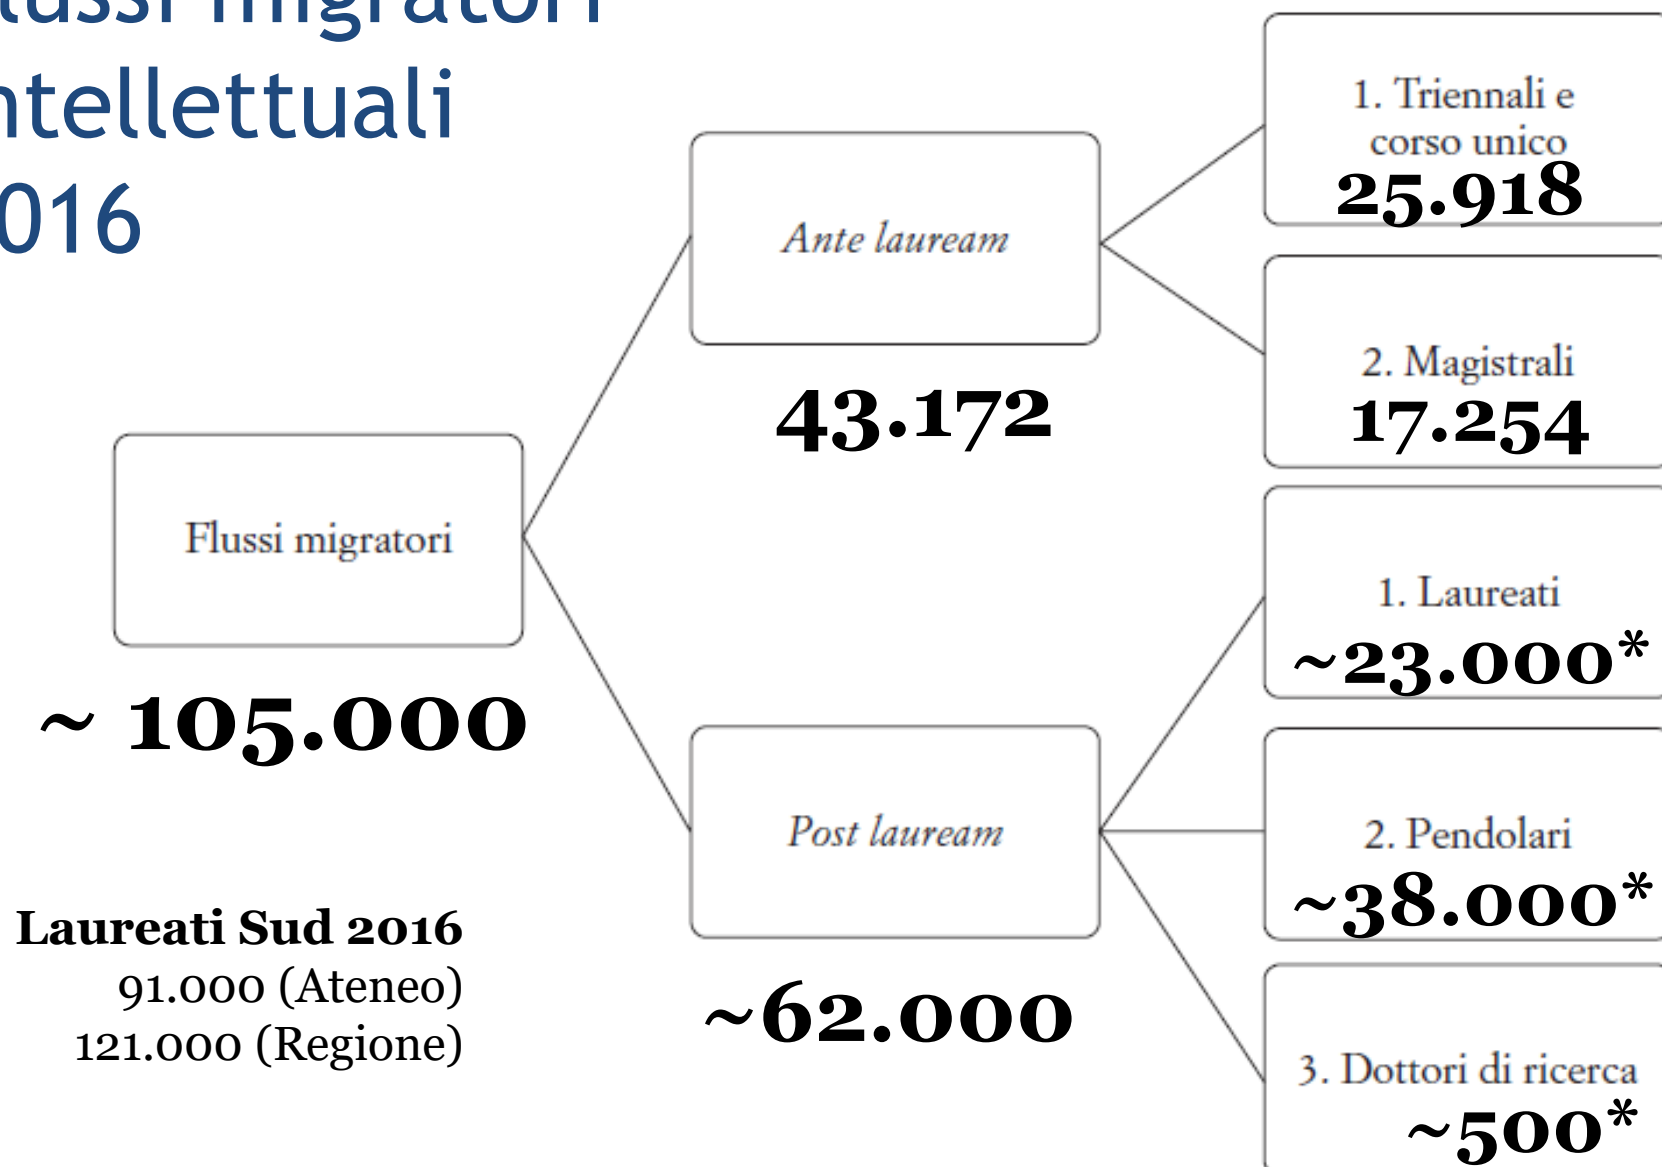 lussi migratori
ntellettuali
016
1. Triennali e
corso unico
25.918
Ante lauream
43.172
2. Magistrali
17.254
Flussi migratori
~ 105.000
1. Laureati
~23.000*
Post lauream
~62.000
2. Pendolari
~38.000*
3. Dottori di ricerca
~500*
Laureati Sud 2016
91.000 (Ateneo)
121.000 (Regione)